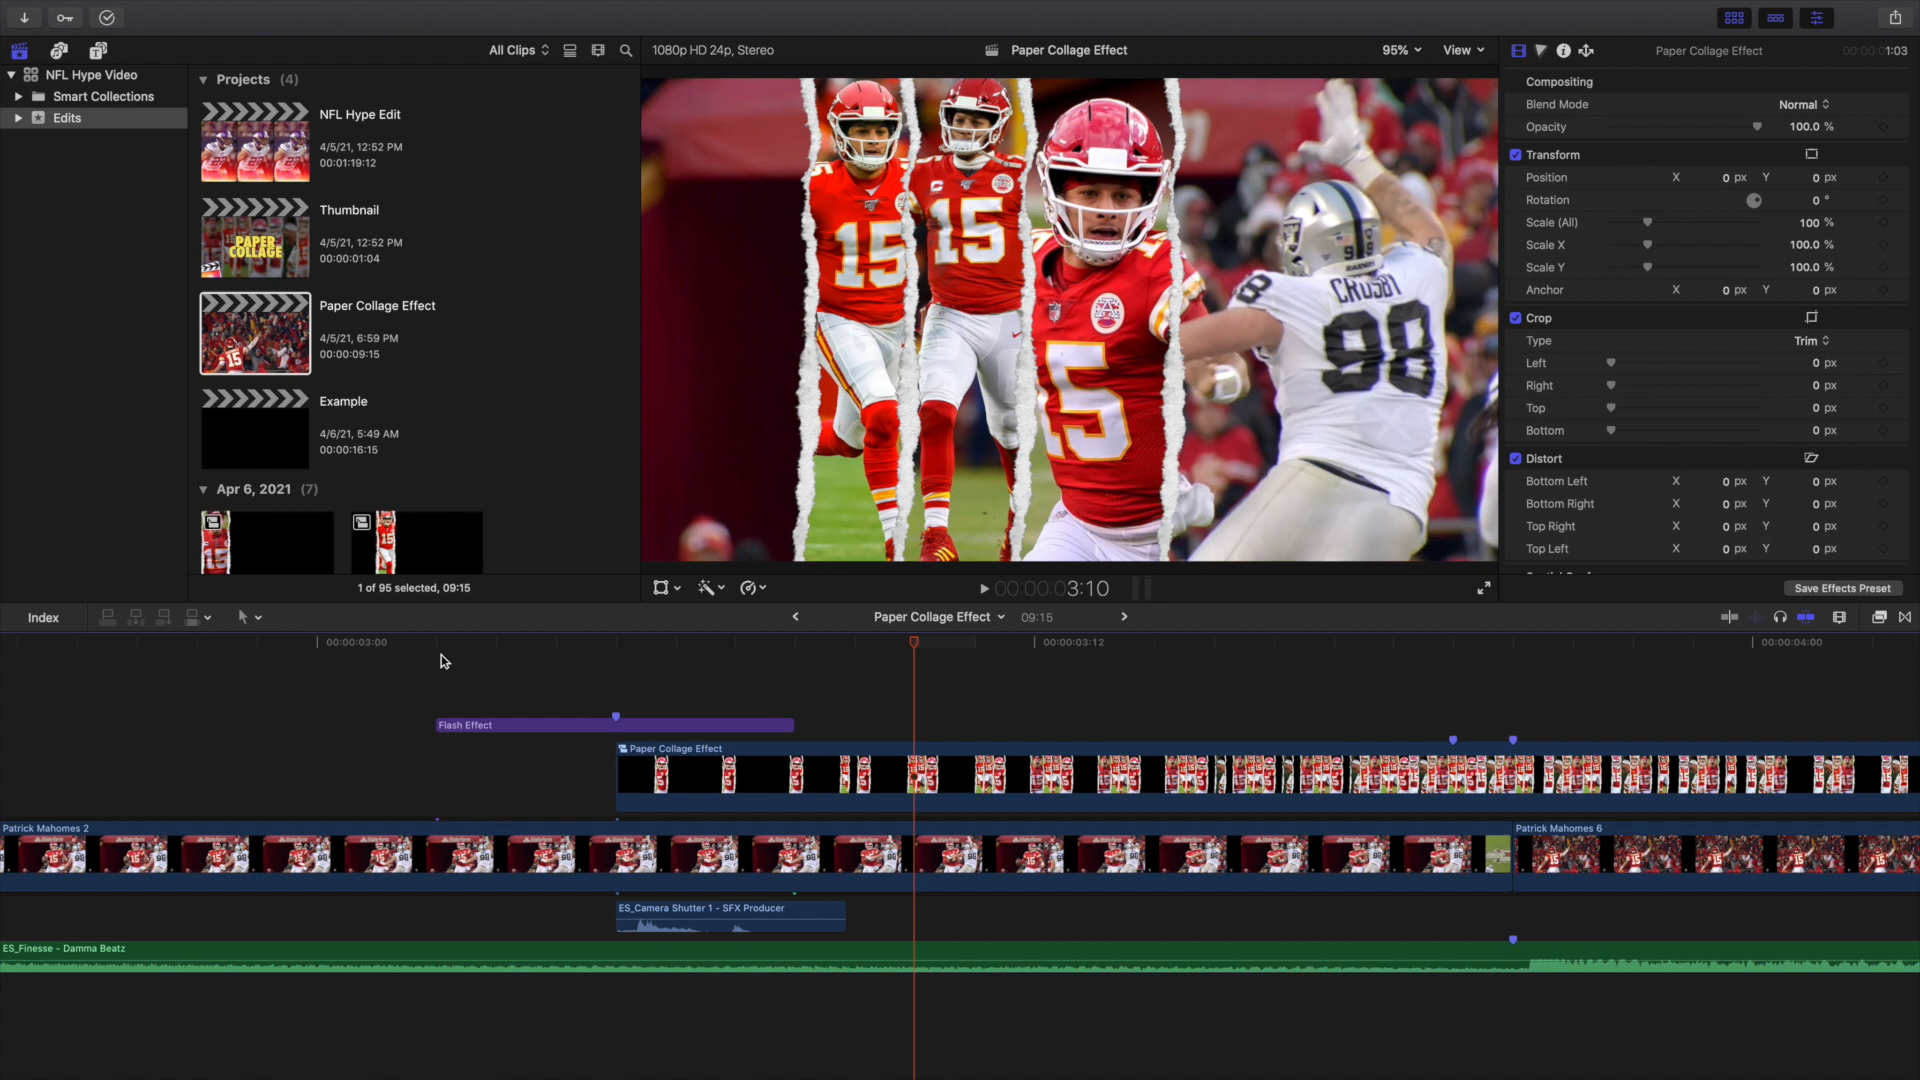 All Clips
1080p HD 24p, Stereo
Paper Collage Effect
95%
View
Paper Collage Effect
1:03
NFL Hype Video
Smart Collections
Edits
Projects (4)
NFL Hype Edit
4/5/21, 12:52 PM
00:01:19:12
Thumbnail
4/5/21, 12:52 PM
00:00:01:04
PAPER
COLLAGE
Paper Collage Effect
4/5/21, 6:59 PM
00:00:09:15
Example
4/6/21, 5:49 AM
00:00:16:15
Apr 6, 2021 (7)
1 of 95 selected, 09:15
15
15
15
CROSBY
98
Compositing
Blend Mode Normal
Opacity 100.0 %
Transform
Position X 0 px Y 0 px
Rotation 0 °
Scale (All) 100 %
Scale X 100.0 %
Scale Y 100.0 %
Anchor X 0 px Y 0 px
Crop
Type Trim
Left 0 px
Right 0 px
Top 0 px
Bottom 0 px
Distort
Bottom Left X 0 px Y 0 px
Bottom Right X 0 px Y 0 px
Top Right X 0 px Y 0 px
Top Left X 0 px Y 0 px
00:00:03:10
Save Effects Preset
Index
Paper Collage Effect
09:15
00:00:03:00
00:00:03:12
00:00:04:00
Flash Effect
Paper Collage Effect
Patrick Mahomes 2
Patrick Mahomes 6
ES_Camera Shutter 1 - SFX Producer
ES_Finesse - Damma Beatz